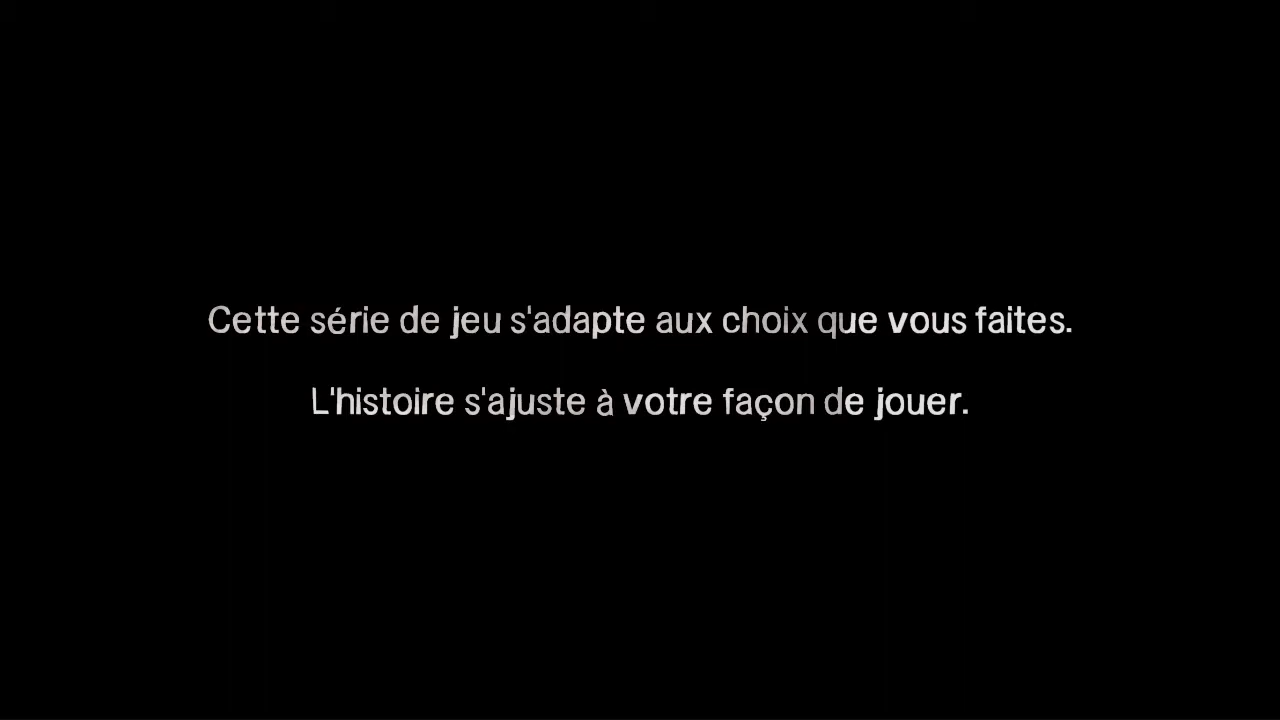 Cette série de jeu s'adapte aux choix que vous faites.
L'histoire s'ajuste à votre façon de jouer.